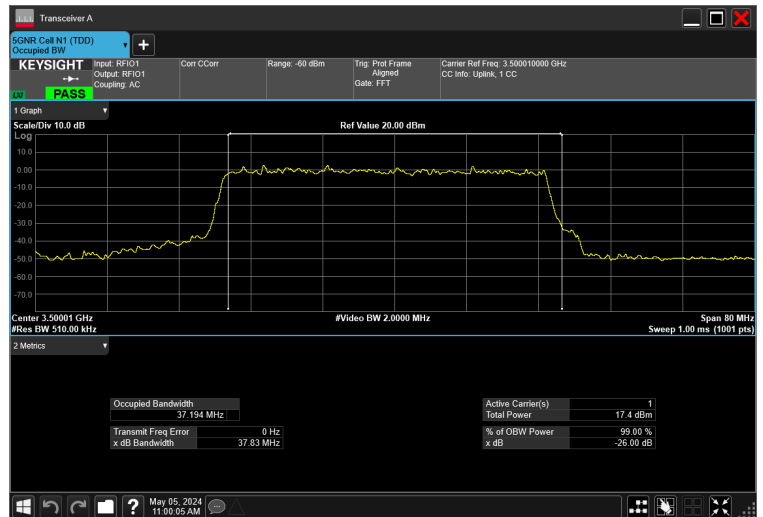 Transceiver A
5GNR Cell N1 (TDD)
Occupied BW
KEYSIGHT
LXI
PASS
Input: RFIO1
Output: RFIO1
Coupling: AC
Corr CCorr
Range: -60 dBm
Trig: Prot Frame
Aligned
Gate: FFT
Carrier Ref Freq: 3.500010000 GHz
CC Info: Uplink, 1 CC
1 Graph
Scale/Div 10.0 dB
Ref Value 20.00 dBm
Log
10.0
0.00
-10.0
-20.0
-30.0
-40.0
-50.0
-60.0
-70.0
Center 3.50001 GHz
#Video BW 2.0000 MHz
Span 80 MHz
#Res BW 510.00 kHz
Sweep 1.00 ms (1001 pts)
2 Metrics
Occupied Bandwidth
37.194 MHz
Transmit Freq Error 0 Hz
x dB Bandwidth 37.83 MHz
Active Carrier(s) 1
Total Power 17.4 dBm
% of OBW Power 99.00 %
x dB -26.00 dB
May 05, 2024
11:00:05 AM